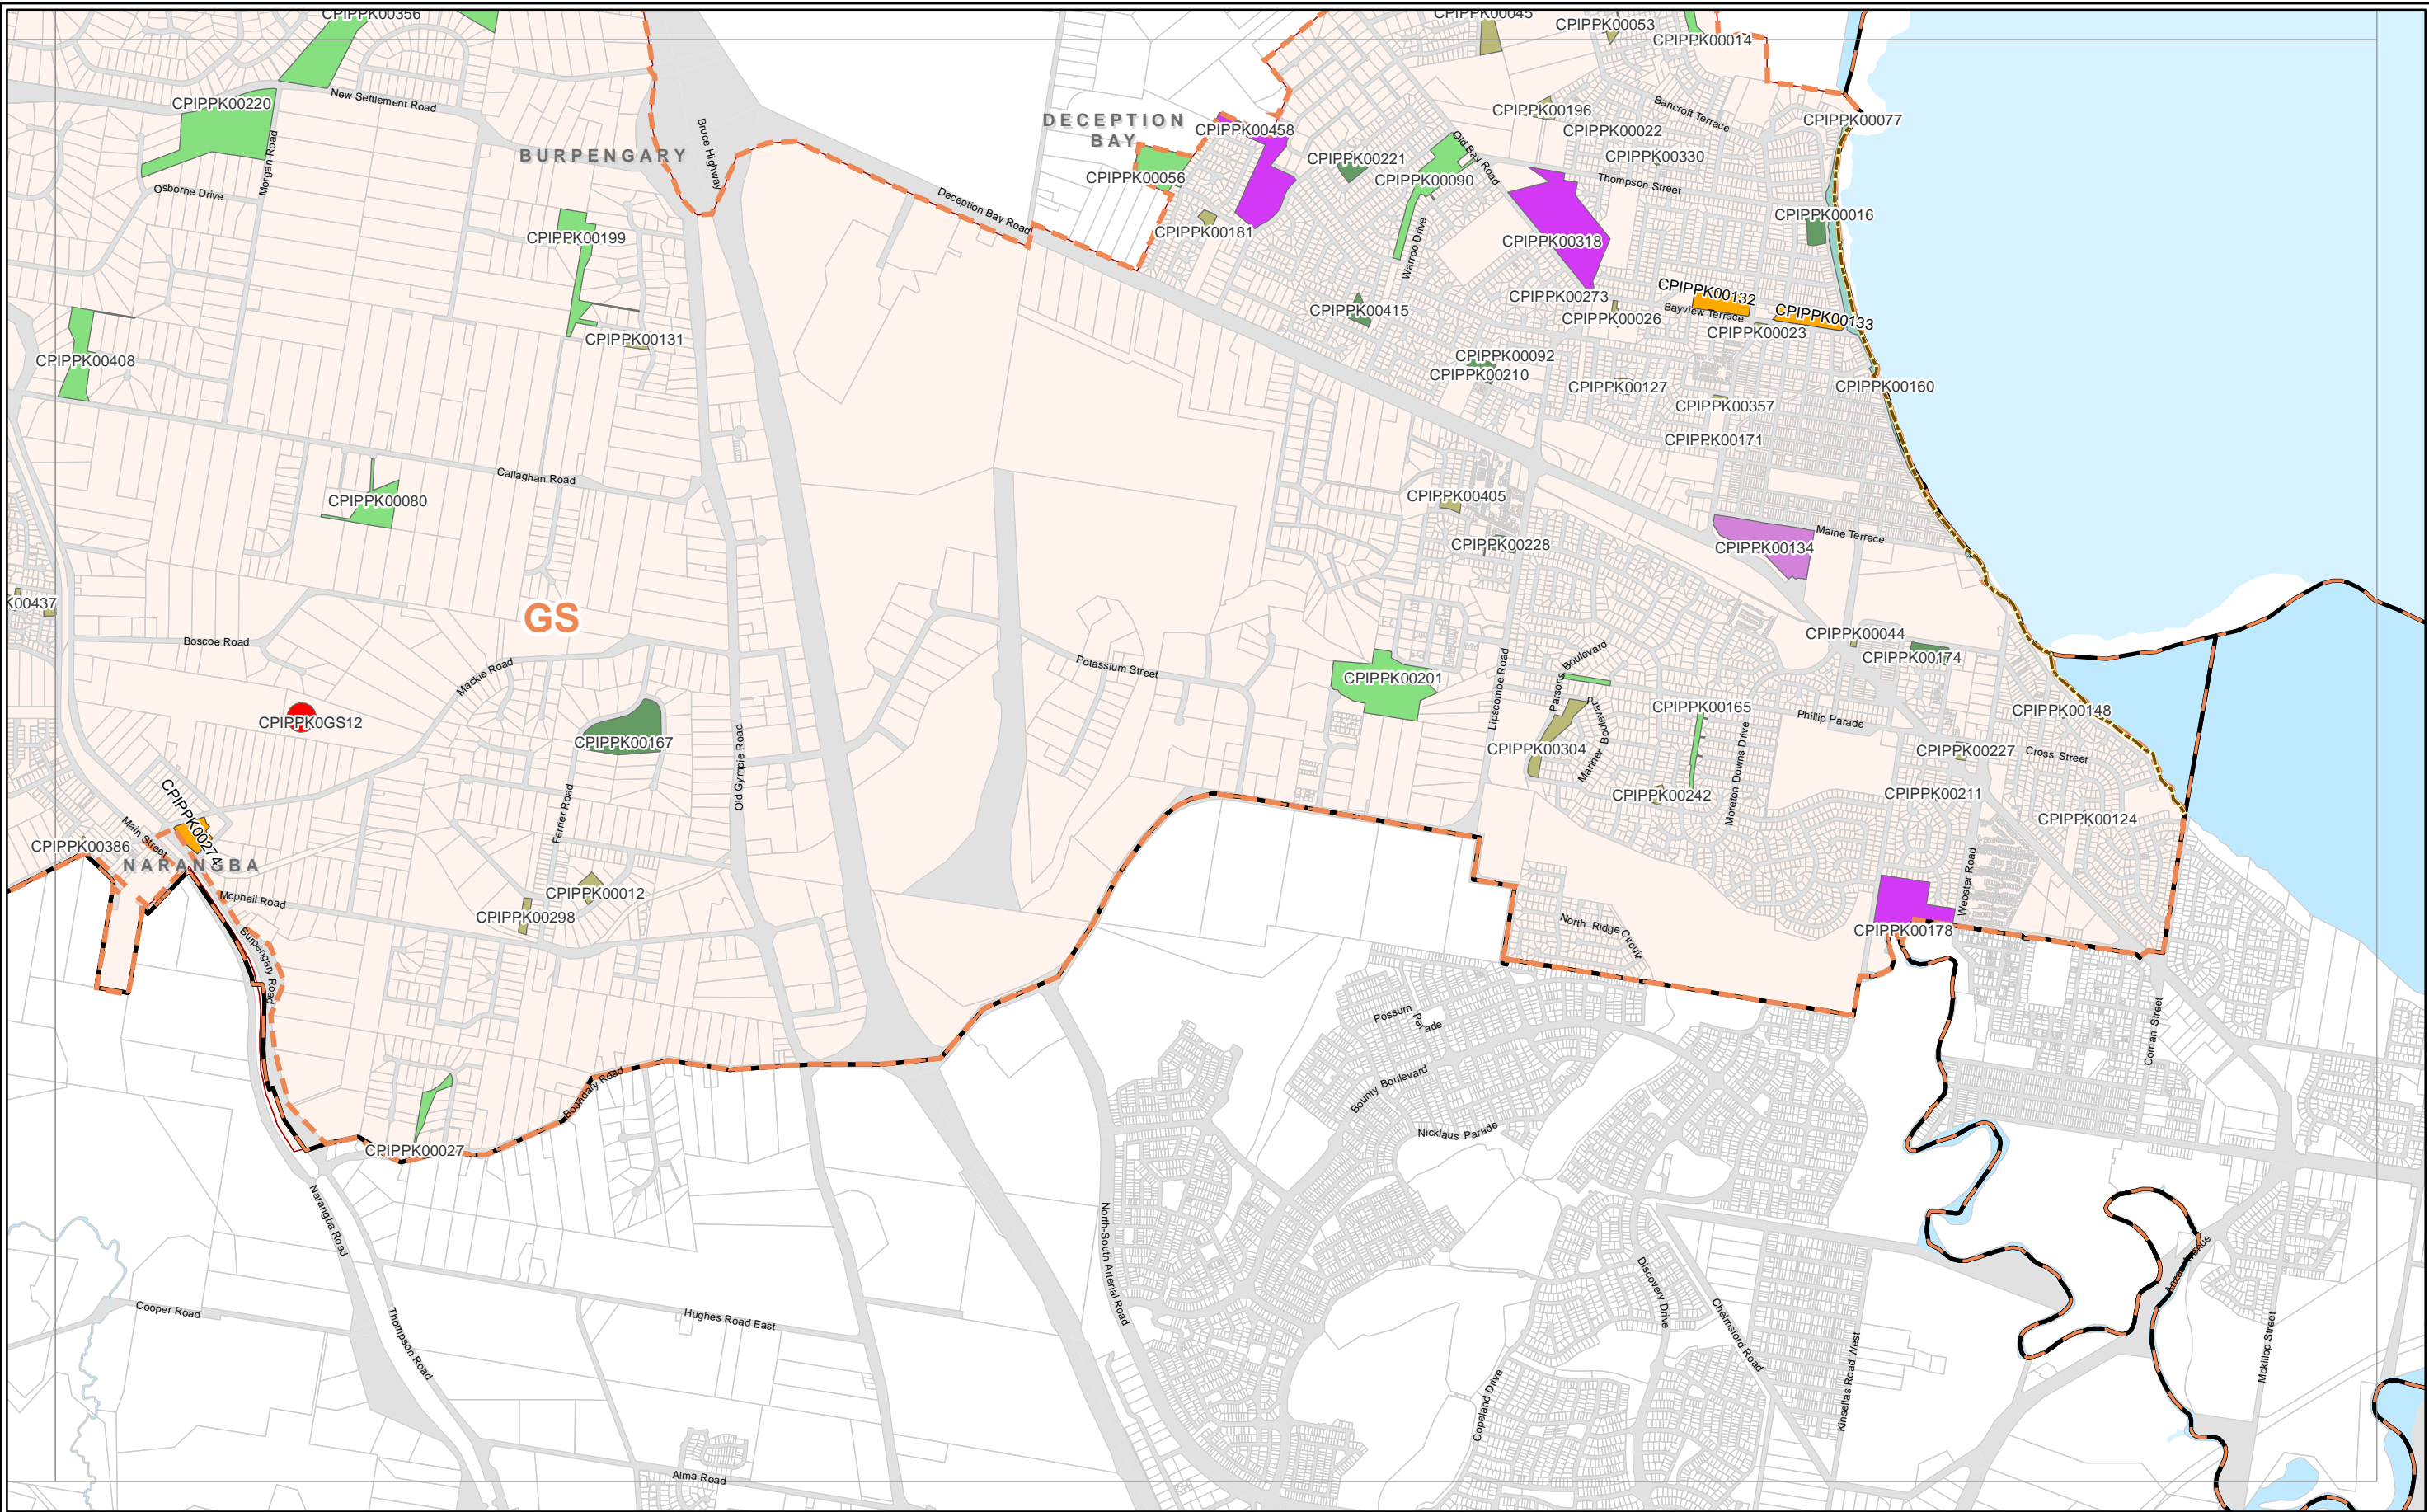 CPIPPK00356
CPIPPK00045
CPIPPK00053
CPIPPK00014
CPIPPK00220
New Settlement Road
Bancroft Terrace
CPIPPK00196
DECEPTION
BAY
CPIPPK00458
CPIPPK00022
CPIPPK00077
Bruce Highway
BURPENGARY
Morgan Road
Old Bay Road
CPIPPK00221
CPIPPK00330
CPIPPK00056
CPIPPK00090
Thompson Street
Osborne Drive
Deception Bay Road
CPIPPK00016
CPIPPK00181
CPIPPK00199
CPIPPK00318
Warroo Drive
CPIPPK00273
CPIPPK00132
CPIPPK00415
CPIPPK00026
Bayview Terrace
CPIPPK00133
CPIPPK00023
CPIPPK00131
CPIPPK00408
CPIPPK00092
CPIPPK00210
CPIPPK00127
CPIPPK00160
CPIPPK00357
CPIPPK00171
Callaghan Road
CPIPPK00080
CPIPPK00405
Maine Terrace
CPIPPK00228
CPIPPK00134
K00437
GS
Boscoe Road
CPIPPK00044
CPIPPK00174
Mackie Road
Potassium Street
Parsons
Boulevard
CPIPPK00201
Lipscombe Road
CPIPPK0GS12
CPIPPK00167
CPIPPK00165
CPIPPK00148
Phillip Parade
CPIPPK00304
Mariner Boulevard
Moreton Downs Drive
CPIPPK00227
Cross Street
Old Gympie Road
CPIPPK00242
CPIPPK00211
CPIPPK00274
Ferrier Road
CPIPPK00124
Main Street
CPIPPK00386
NARANGBA
Webster Road
CPIPPK00012
Mcphail Road
CPIPPK00298
North Ridge Circuit
CPIPPK00178
Burpengary Road
Possum
Parade
Coman Street
Boundary Road
Bounty Boulevard
Nicklaus Parade
CPIPPK00027
Narangba Road
North-South Arterial Road
Discovery Drive
Anzac Avenue
Cooper Road
Thompson Road
Hughes Road East
Chelmsford Road
Kinsellas Road West
Mckillop Street
Copeland Drive
Alma Road